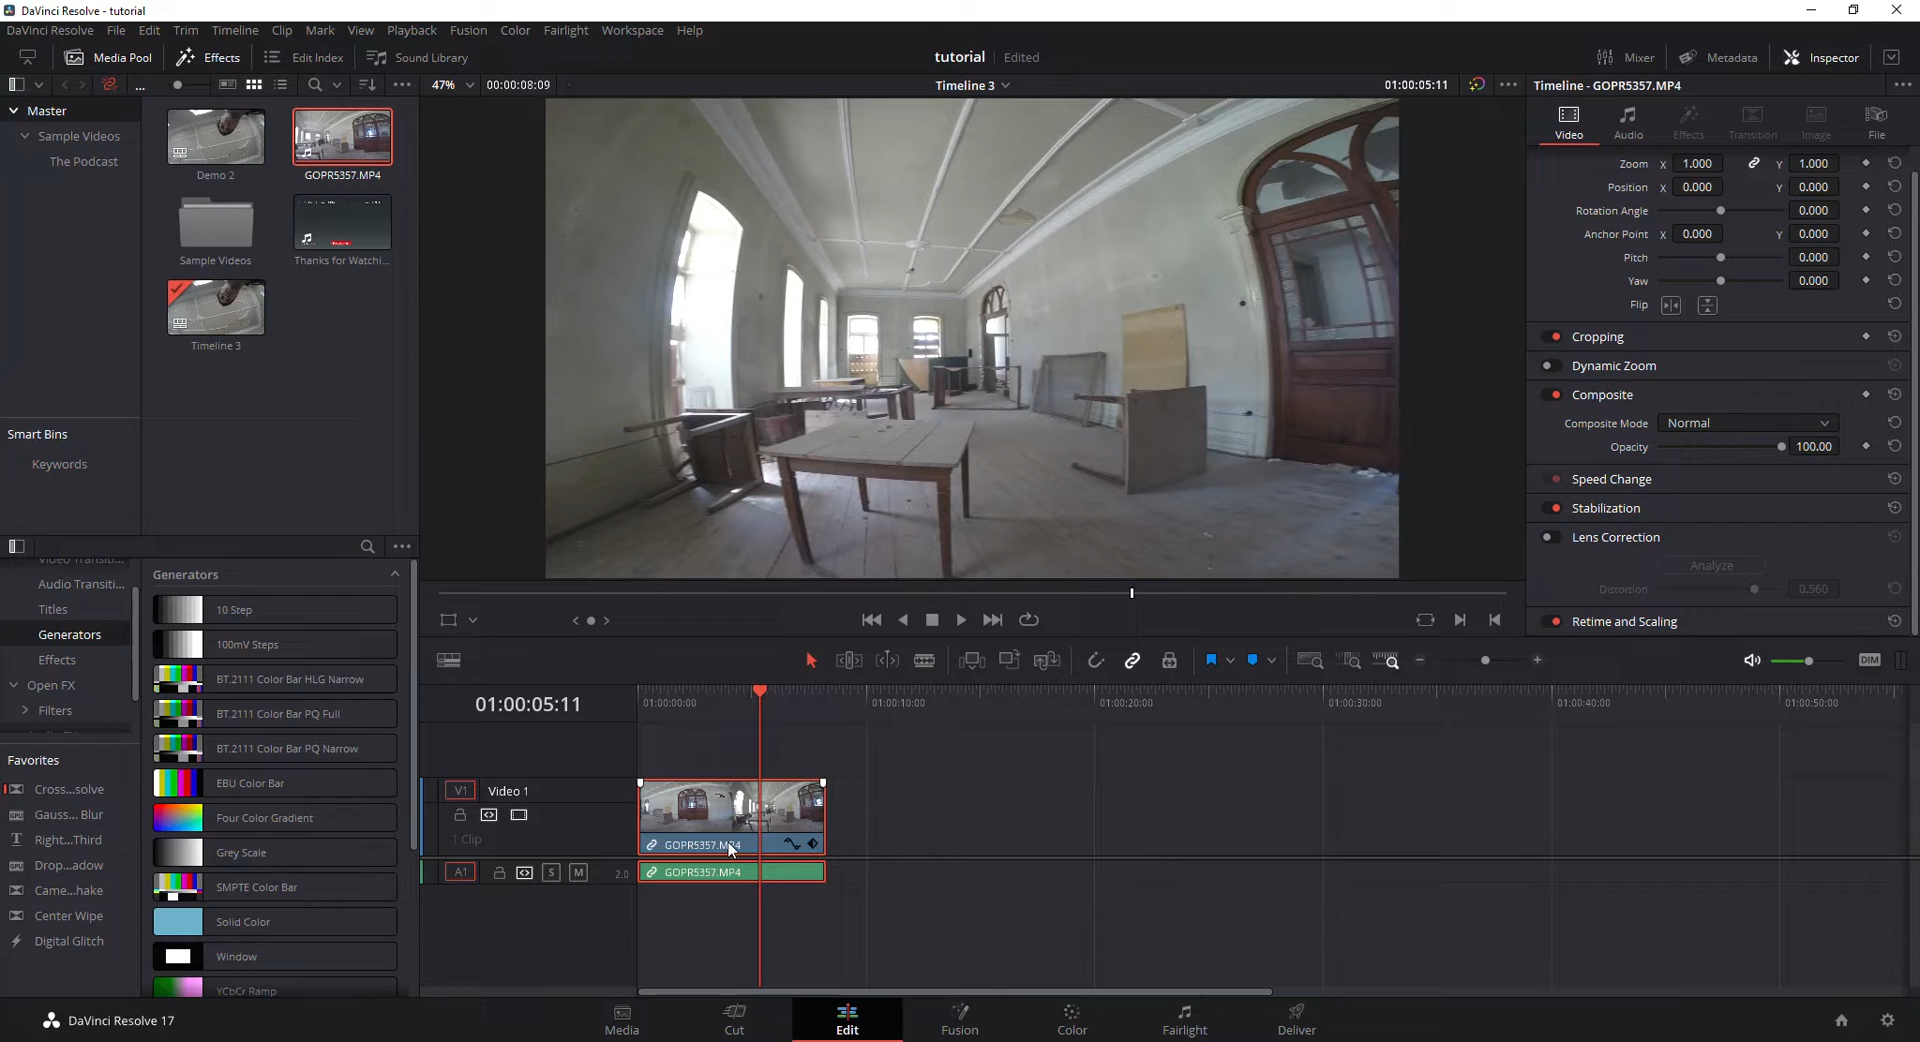 DaVinci Resolve - tutorial
DaVinci Resolve File Edit Trim Timeline Clip Mark View Playback Fusion Color Fairlight Workspace Help
Media Pool Effects Edit Index Sound Library tutorial Edited Mixer Metadata Inspector
... 47% 00:00:08:09 Timeline 3 01:00:05:11 Timeline - GOPR5357.MP4
Master
Sample Videos
The Podcast
Demo 2 GOPR5357.MP4
Sample Videos Thanks for Watchi...
Timeline 3
Smart Bins
Keywords
Video Audio Effects Transition Image File
Zoom X 1.000 Y 1.000
Position X 0.000 Y 0.000
Rotation Angle 0.000
Anchor Point X 0.000 Y 0.000
Pitch 0.000
Yaw 0.000
Flip
Cropping
Dynamic Zoom
Composite
Composite Mode Normal
Opacity 100.00
Speed Change
Stabilization
Lens Correction
Analyze
Distortion 0.560
Retime and Scaling
Video Transiti...
Audio Transiti...
Titles
Generators
Effects
Open FX
Filters
Favorites
Cross...solve
Gauss... Blur
Right...Third
Drop...adow
Came...hake
Center Wipe
Digital Glitch
Generators
10 Step
100mV Steps
BT.2111 Color Bar HLG Narrow
BT.2111 Color Bar PQ Full
BT.2111 Color Bar PQ Narrow
EBU Color Bar
Four Color Gradient
Grey Scale
SMPTE Color Bar
Solid Color
Window
YCbCr Ramp
DIM
01:00:05:11 01:00:00:00 01:00:10:00 01:00:20:00 01:00:30:00 01:00:40:00 01:00:50:00
V1 Video 1
1 Clip
GOPR5357.MP4
A1 S M 2.0 GOPR5357.MP4
DaVinci Resolve 17 Media Cut Edit Fusion Color Fairlight Deliver